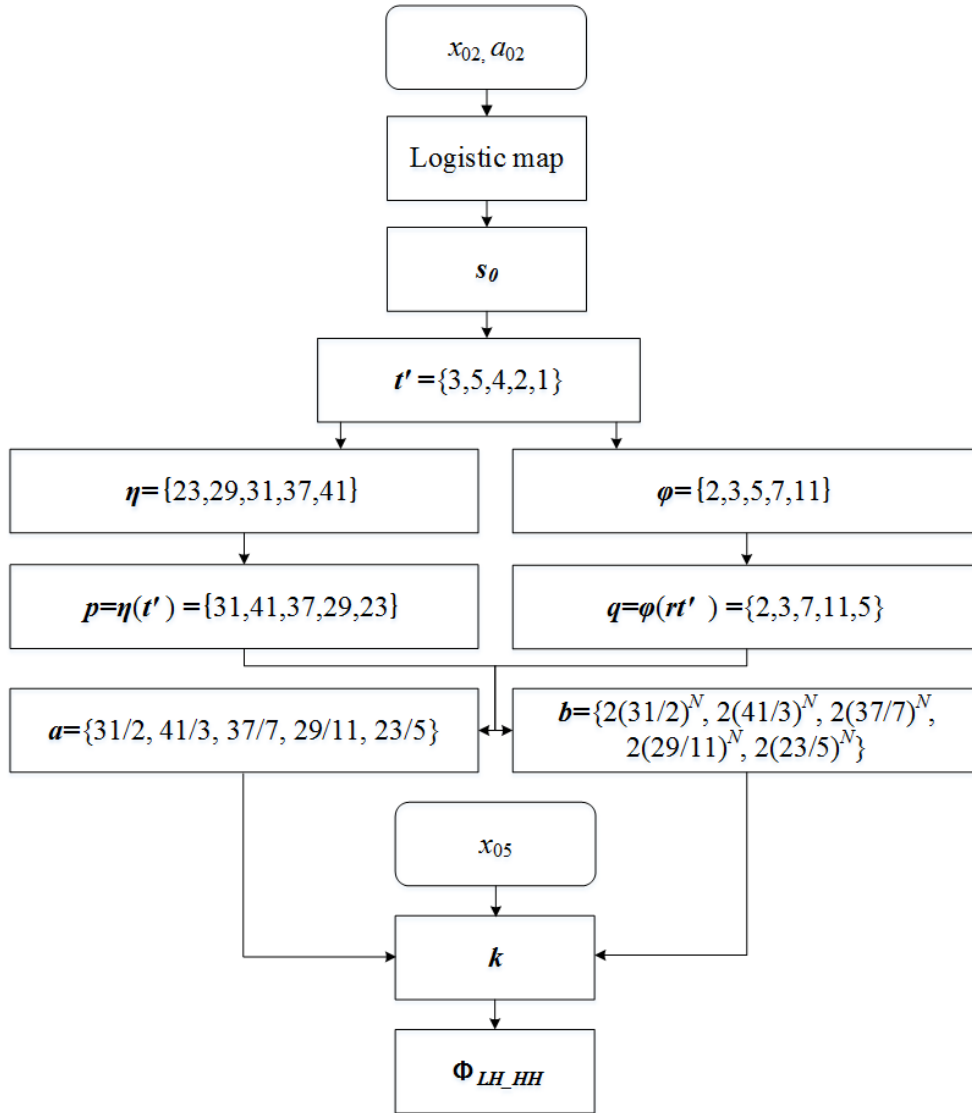 x₀₂, a₀₂
Logistic map
s₀
t' ={3,5,4,2,1}
η={23,29,31,37,41}
φ={2,3,5,7,11}
p=η(t' ) ={31,41,37,29,23}
q=φ(rt' ) ={2,3,7,11,5}
a={31/2, 41/3, 37/7, 29/11, 23/5}
b={2(31/2)ᴺ, 2(41/3)ᴺ, 2(37/7)ᴺ,
2(29/11)ᴺ, 2(23/5)ᴺ}
x₀₅
k
Φ_LH_HH